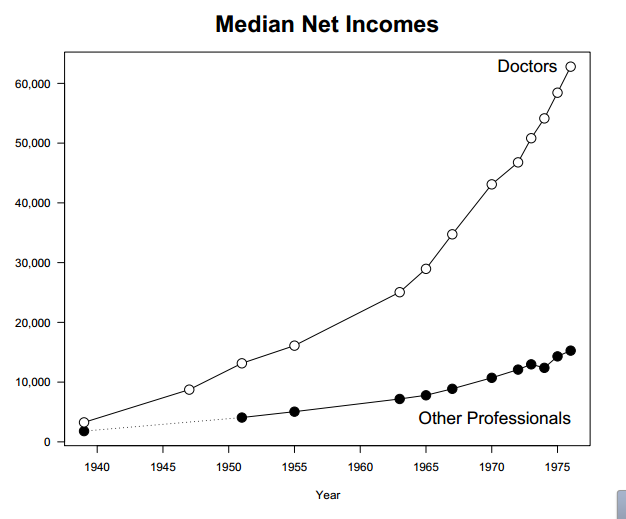 Median Net Incomes
Doctors
60,000
50,000
40,000
30,000
20,000
10,000
Other Professionals
0
1940 1945 1950 1955 1960 1965 1970 1975
Year